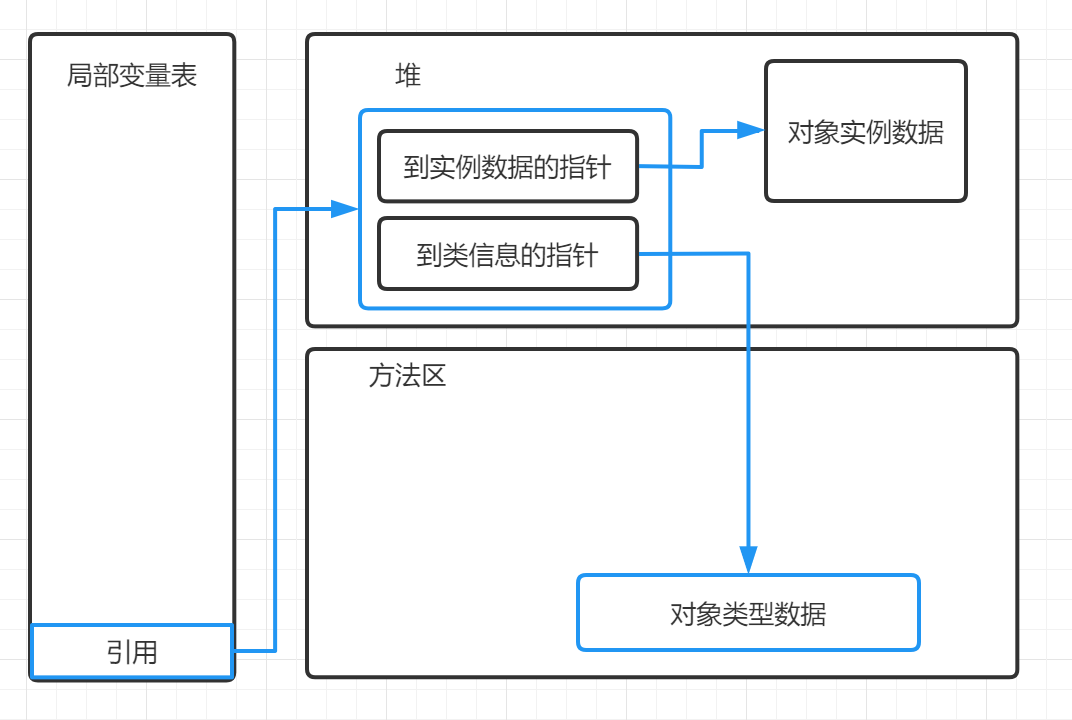 局部变量表
堆
到实例数据的指针
对象实例数据
到类信息的指针
方法区
对象类型数据
引用